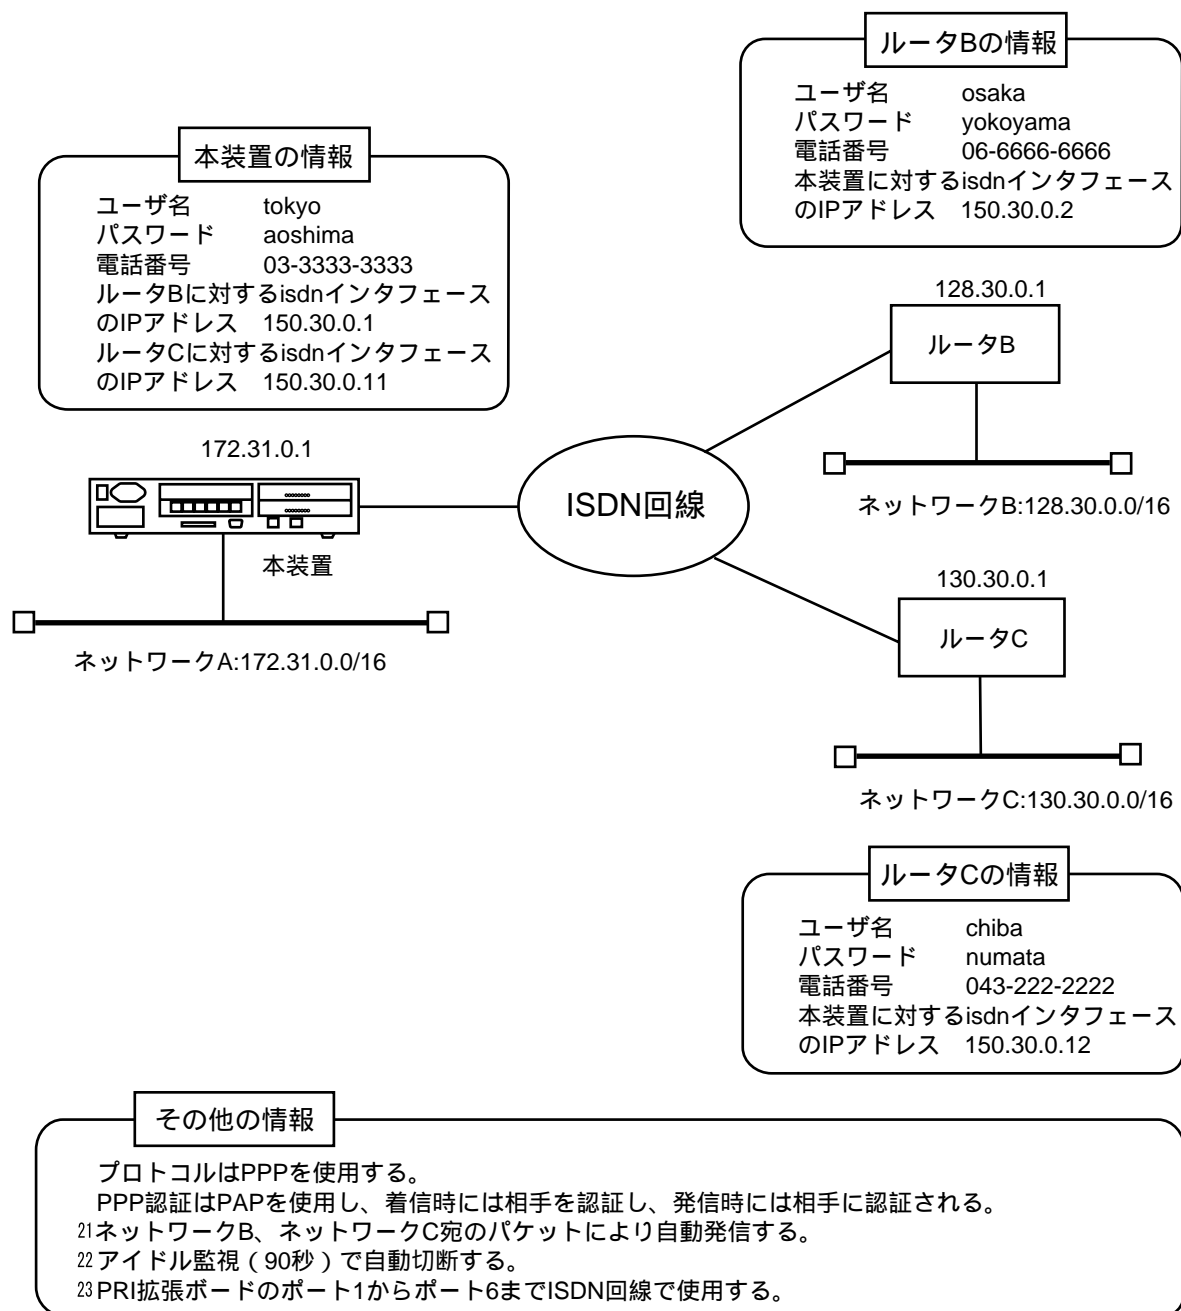 ルータBの情報
ユーザ名 osaka
パスワード yokoyama
電話番号 06-6666-6666
本装置に対するisdnインタフェース
のIPアドレス 150.30.0.2
本装置の情報
ユーザ名 tokyo
パスワード aoshima
電話番号 03-3333-3333
ルータBに対するisdnインタフェース
のIPアドレス 150.30.0.1
ルータCに対するisdnインタフェース
のIPアドレス 150.30.0.11
128.30.0.1
ルータB
ネットワークB:128.30.0.0/16
172.31.0.1
本装置
ISDN回線
ネットワークA:172.31.0.0/16
130.30.0.1
ルータC
ネットワークC:130.30.0.0/16
ルータCの情報
ユーザ名 chiba
パスワード numata
電話番号 043-222-2222
本装置に対するisdnインタフェース
のIPアドレス 150.30.0.12
その他の情報
プロトコルはPPPを使用する。
PPP認証はPAPを使用し、着信時には相手を認証し、発信時には相手に認証される。
21 ネットワークB、ネットワークC宛のパケットにより自動発信する。
22 アイドル監視(90秒)で自動切断する。
23 PRI拡張ボードのポート1からポート6までISDN回線で使用する。